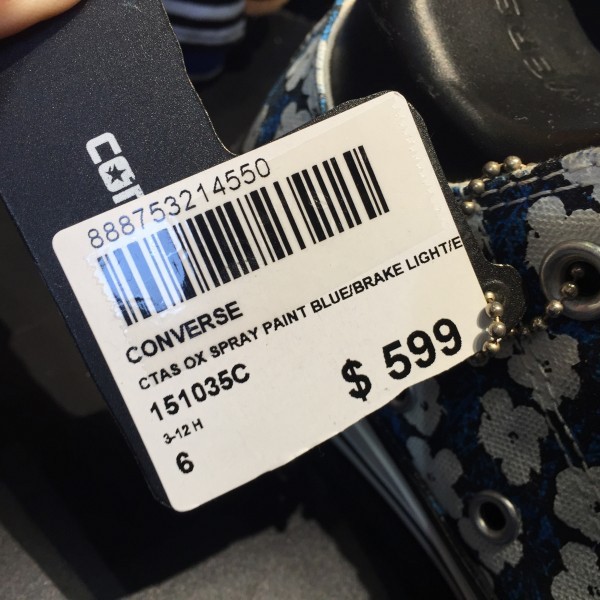 888753214550
CONVERSE
CTAS OX SPRAY PAINT BLUE/BRAKE LIGHT/E
151035C
$ 599
3-12 H
6